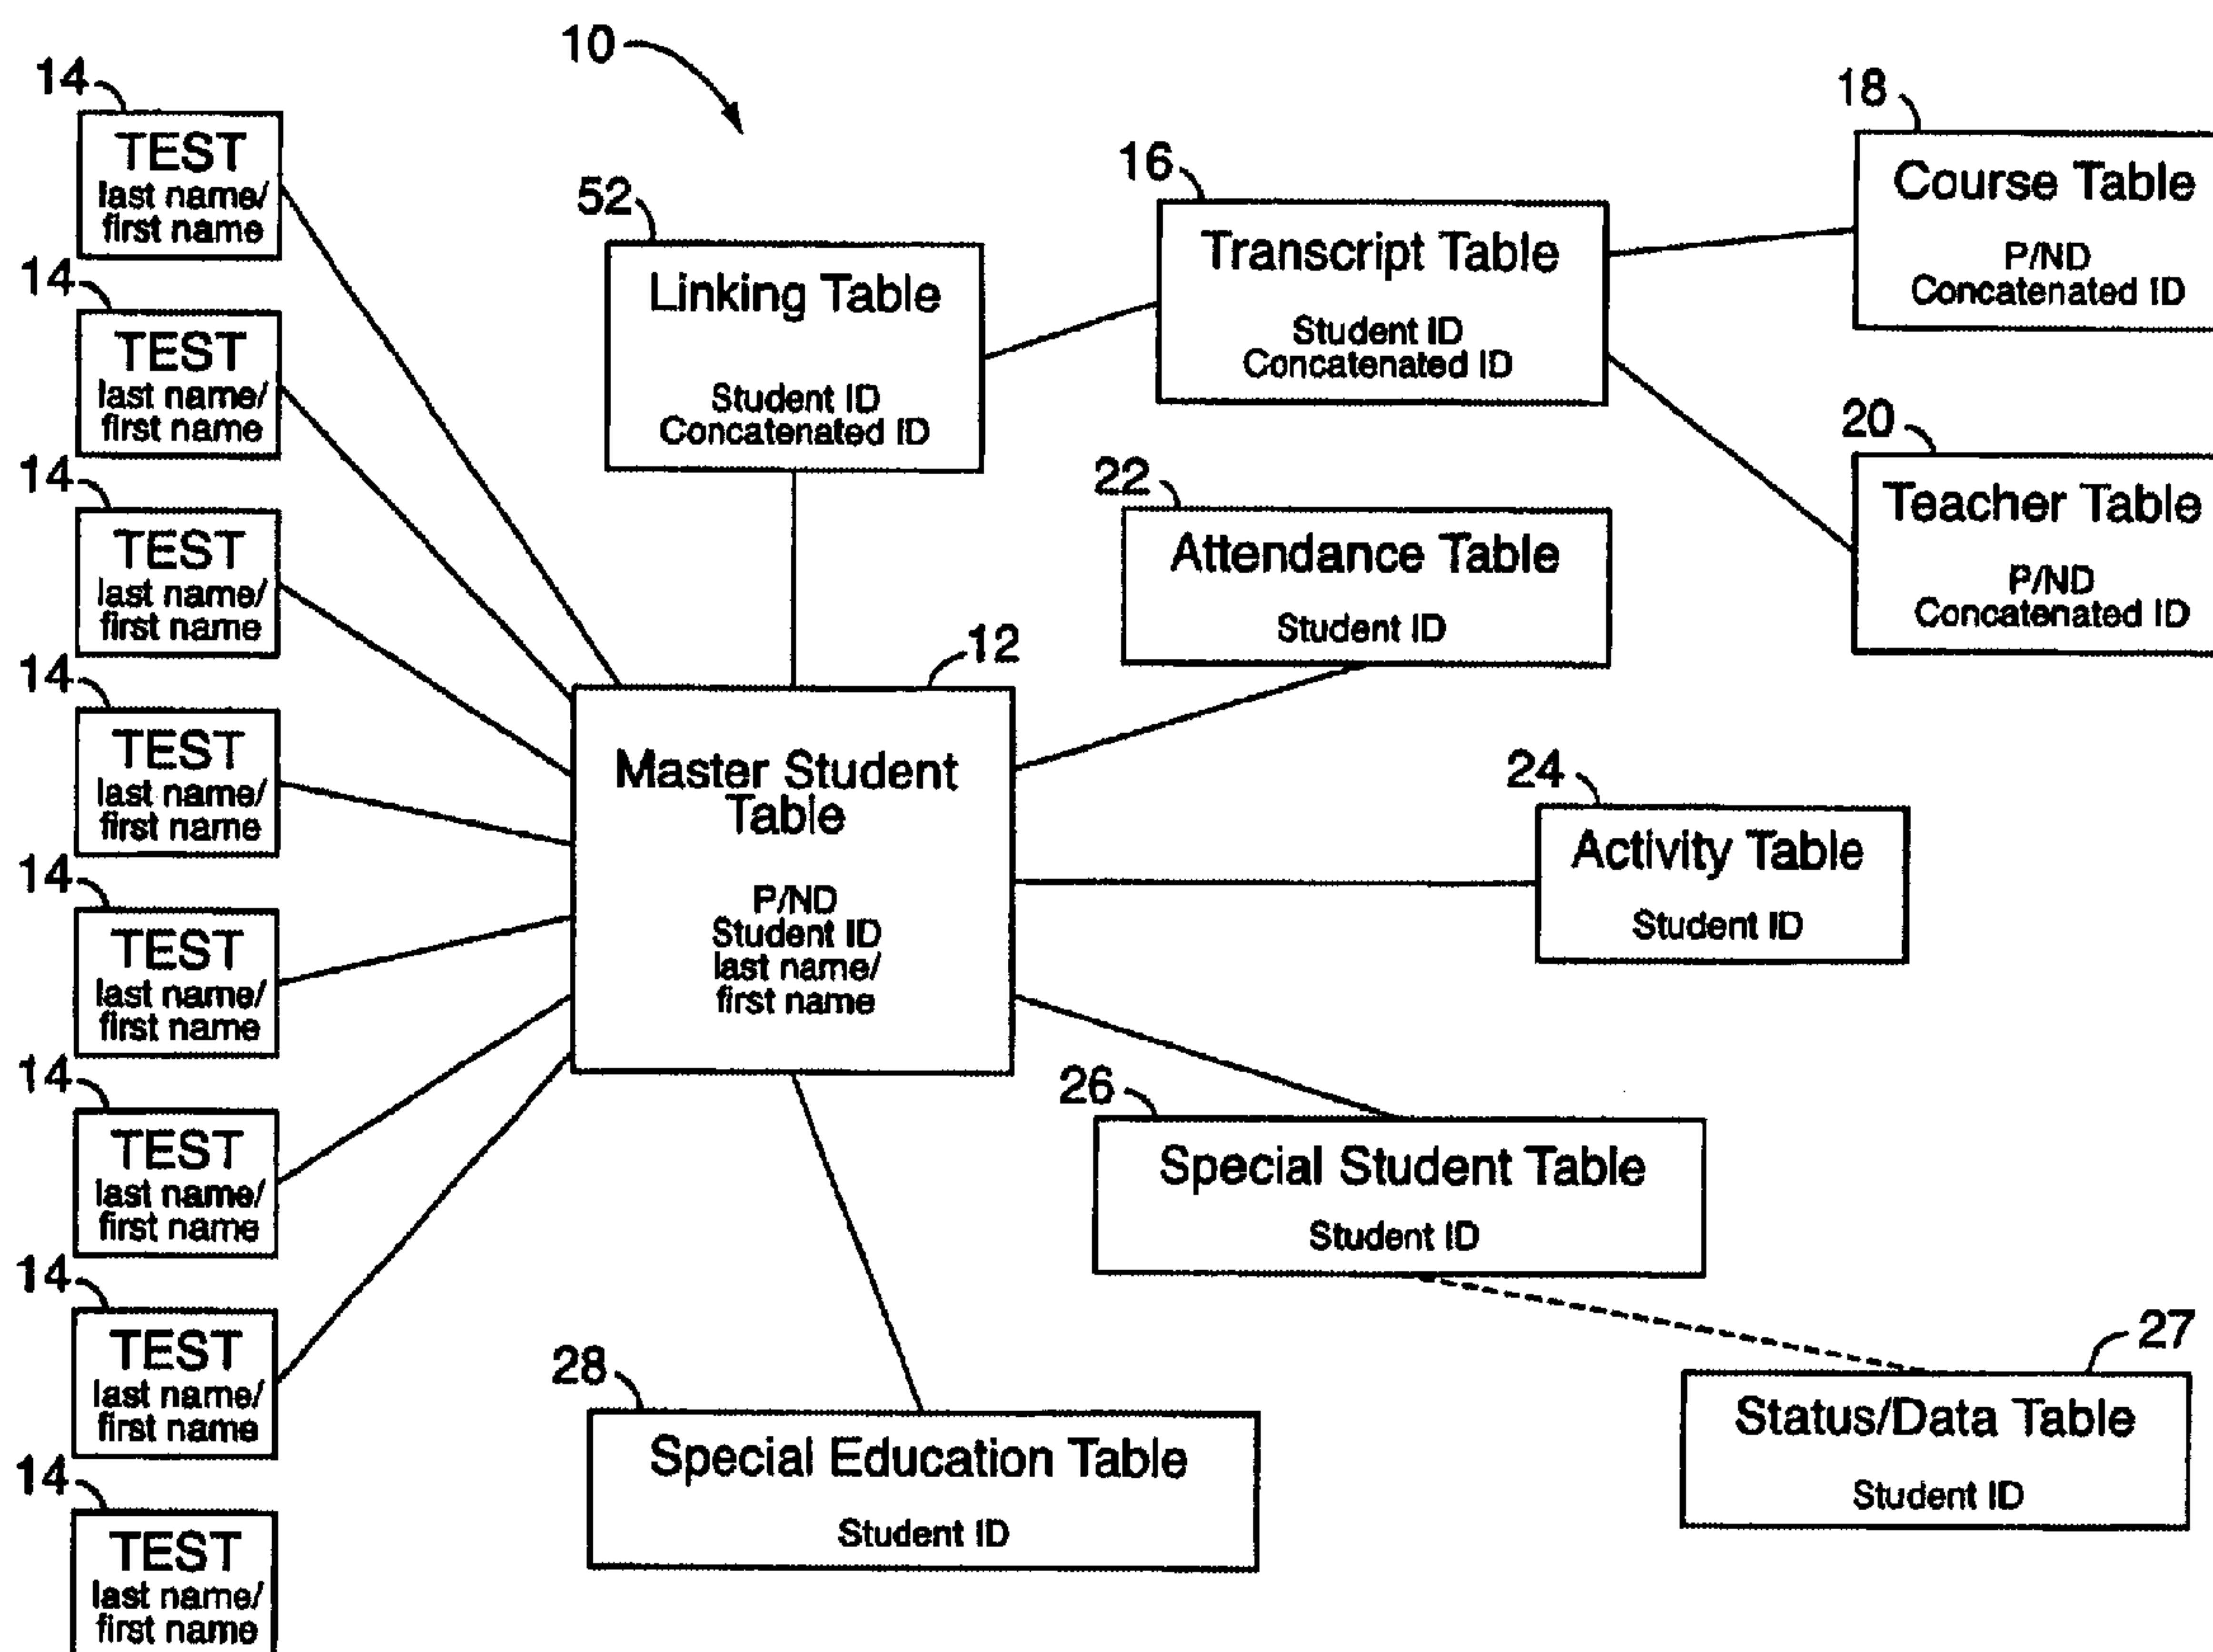 10
14
TEST
last name/
first name
14
TEST
last name/
first name
14
TEST
last name/
first name
14
TEST
last name/
first name
14
TEST
last name/
first name
14
TEST
last name/
first name
14
TEST
last name/
first name
14
TEST
last name/
first name
52
Linking Table
Student ID
Concatenated ID
16
Transcript Table
Student ID
Concatenated ID
18
Course Table
P/ND
Concatenated ID
20
Teacher Table
P/ND
Concatenated ID
22
Attendance Table
Student ID
12
Master Student
Table
P/ND
Student ID
last name/
first name
24
Activity Table
Student ID
26
Special Student Table
Student ID
27
Status/Data Table
Student ID
28
Special Education Table
Student ID